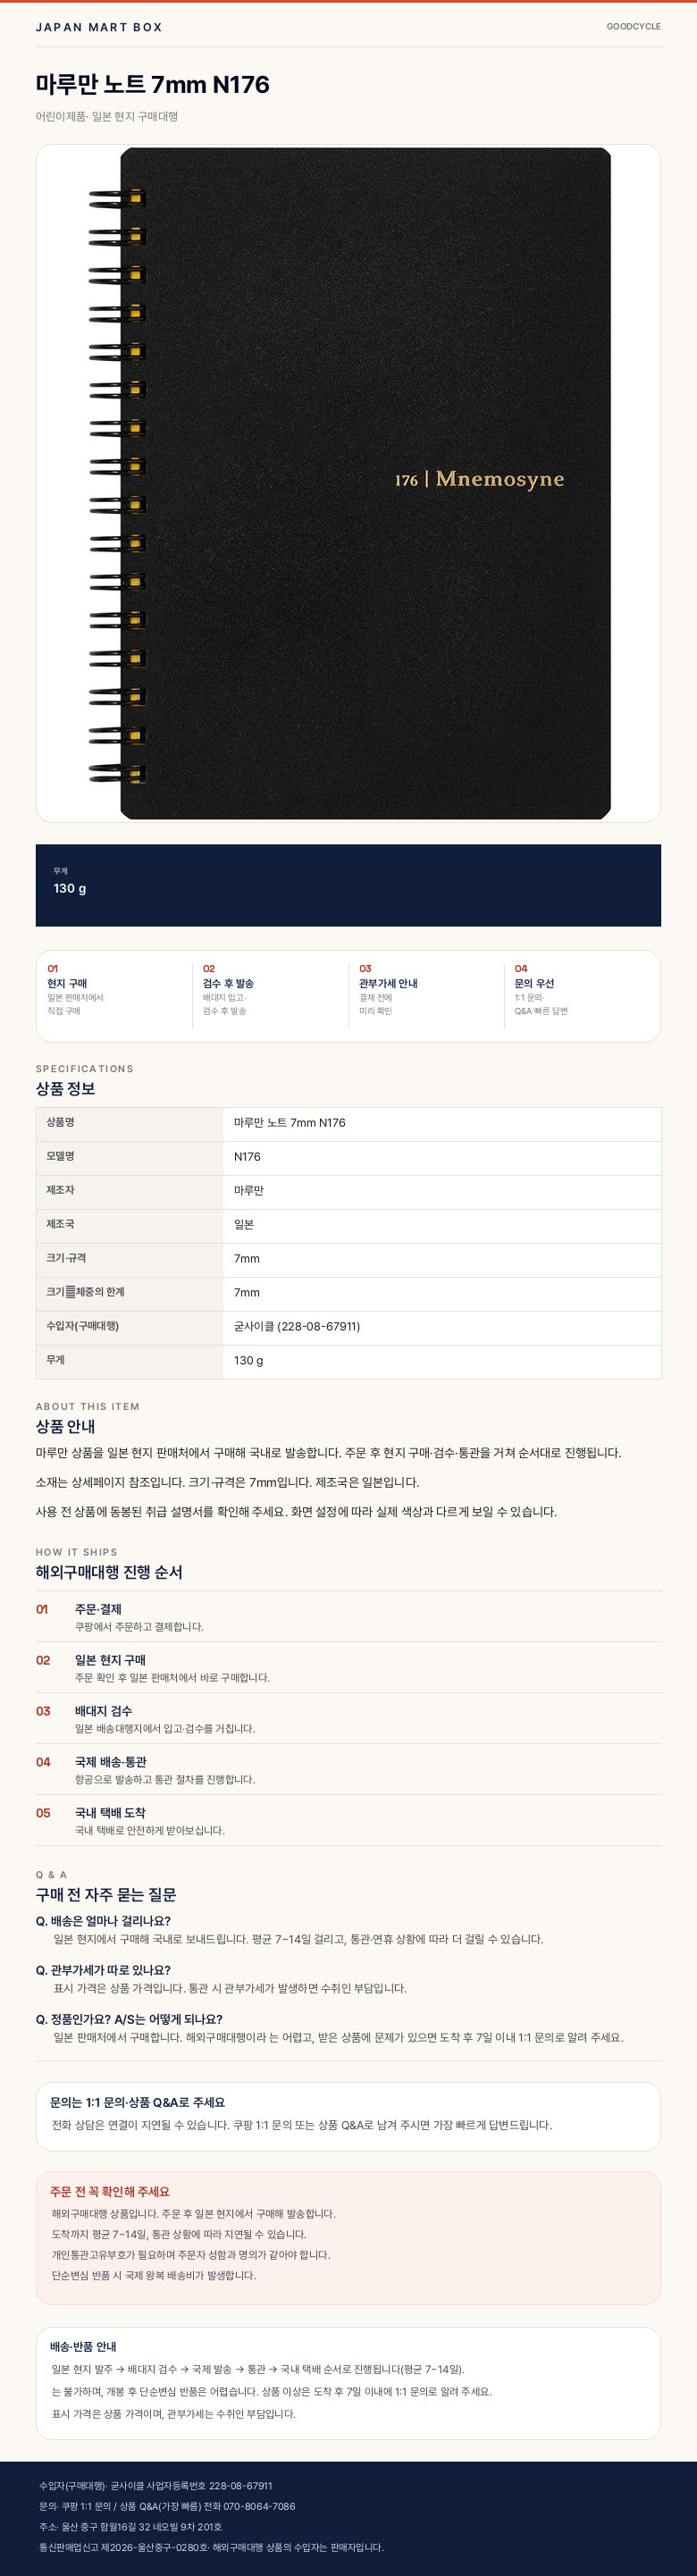 JAPAN MART BOX
GOODCYCLE
마루만 노트 7mm N176
어린이제품· 일본 현지 구매대행
176 | Mnemosyne
무게
130 g
01
현지 구매
일본 판매처에서
직접 구매
02
검수 후 발송
배대지 입고·
검수 후 발송
03
관부가세 안내
결제 전에
미리 확인
04
문의 우선
1:1 문의·
Q&A 빠른 답변
SPECIFICATIONS
상품 정보
상품명 마루만 노트 7mm N176
모델명 N176
제조자 마루만
제조국 일본
크기·규격 7mm
크기▒체중의 한계 7mm
수입자(구매대행) 굳사이클 (228-08-67911)
무게 130 g
ABOUT THIS ITEM
상품 안내
마루만 상품을 일본 현지 판매처에서 구매해 국내로 발송합니다. 주문 후 현지 구매·검수·통관을 거쳐 순서대로 진행됩니다.
소재는 상세페이지 참조입니다. 크기·규격은 7mm입니다. 제조국은 일본입니다.
사용 전 상품에 동봉된 취급 설명서를 확인해 주세요. 화면 설정에 따라 실제 색상과 다르게 보일 수 있습니다.
HOW IT SHIPS
해외구매대행 진행 순서
01 주문·결제
쿠팡에서 주문하고 결제합니다.
02 일본 현지 구매
주문 확인 후 일본 판매처에서 바로 구매합니다.
03 배대지 검수
일본 배송대행지에서 입고·검수를 거칩니다.
04 국제 배송·통관
항공으로 발송하고 통관 절차를 진행합니다.
05 국내 택배 도착
국내 택배로 안전하게 받아보십니다.
Q & A
구매 전 자주 묻는 질문
Q. 배송은 얼마나 걸리나요?
일본 현지에서 구매해 국내로 보내드립니다. 평균 7~14일 걸리고, 통관·연휴 상황에 따라 더 걸릴 수 있습니다.
Q. 관부가세가 따로 있나요?
표시 가격은 상품 가격입니다. 통관 시 관부가세가 발생하면 수취인 부담입니다.
Q. 정품인가요? A/S는 어떻게 되나요?
일본 판매처에서 구매합니다. 해외구매대행이라 는 어렵고, 받은 상품에 문제가 있으면 도착 후 7일 이내 1:1 문의로 알려 주세요.
문의는 1:1 문의·상품 Q&A로 주세요
전화 상담은 연결이 지연될 수 있습니다. 쿠팡 1:1 문의 또는 상품 Q&A로 남겨 주시면 가장 빠르게 답변드립니다.
주문 전 꼭 확인해 주세요
해외구매대행 상품입니다. 주문 후 일본 현지에서 구매해 발송합니다.
도착까지 평균 7~14일, 통관 상황에 따라 지연될 수 있습니다.
개인통관고유부호가 필요하며 주문자 성함과 명의가 같아야 합니다.
단순변심 반품 시 국제 왕복 배송비가 발생합니다.
배송·반품 안내
일본 현지 발주 → 배대지 검수 → 국제 발송 → 통관 → 국내 택배 순서로 진행됩니다(평균 7~14일).
는 불가하며, 개봉 후 단순변심 반품은 어렵습니다. 상품 이상은 도착 후 7일 이내에 1:1 문의로 알려 주세요.
표시 가격은 상품 가격이며, 관부가세는 수취인 부담입니다.
수입자(구매대행)· 굳사이클 사업자등록번호 228-08-67911
문의· 쿠팡 1:1 문의 / 상품 Q&A(가장 빠름) 전화 070-8064-7086
주소· 울산 중구 함월16길 32 네오빌 9차 201호
통신판매업신고 제2026-울산중구-0280호· 해외구매대행 상품의 수입자는 판매자입니다.